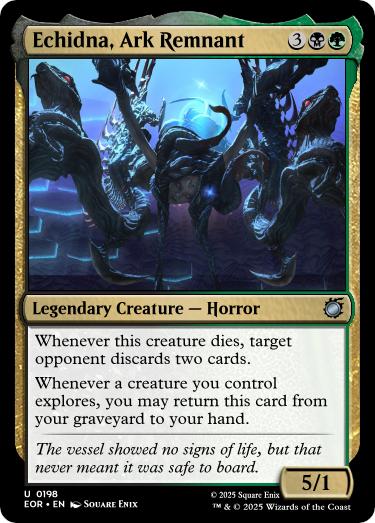 Echidna, Ark Remnant 3
Legendary Creature — Horror
Whenever this creature dies, target
opponent discards two cards.
Whenever a creature you control
explores, you may return this card from
your graveyard to your hand.
The vessel showed no signs of life, but that
never meant it was safe to board.
5/1
U 0198
EOR • EN SQUARE ENIX
© 2025 Square Enix
™ & © 2025 Wizards of the Coast